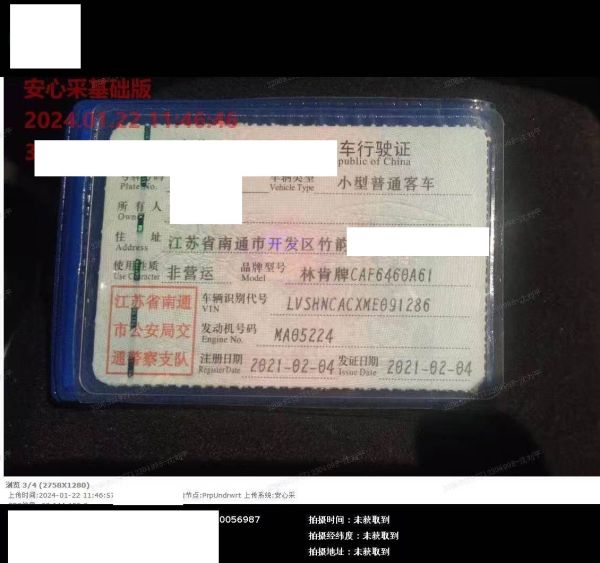 安心采基础版
2024.01.22 11:46:46
3
车行驶证
public of China
号牌号码
Plate No.
车辆类型
Vehicle Type
小型普通客车
所有人
Owner
住址
Address
江苏省南通市开发区竹韵
使用性质
Use Character
非营运
品牌型号
Model
林肯牌CAF6460A61
江苏省南通
市公安局交
通警察支队
车辆识别代号
VIN
LVSHNCACXME091286
发动机号码
Engine No.
MA05224
注册日期
Register Date
2021-02-04
发证日期
Issue Date
2021-02-04
浏览 3/4 (2758X1280)
上传时间:2024-01-22 11:46:57
节点:PrpUndrwrt 上传系统:安心采
0056987
拍摄时间：未获取到
拍摄经纬度：未获取到
拍摄地址：未获取到